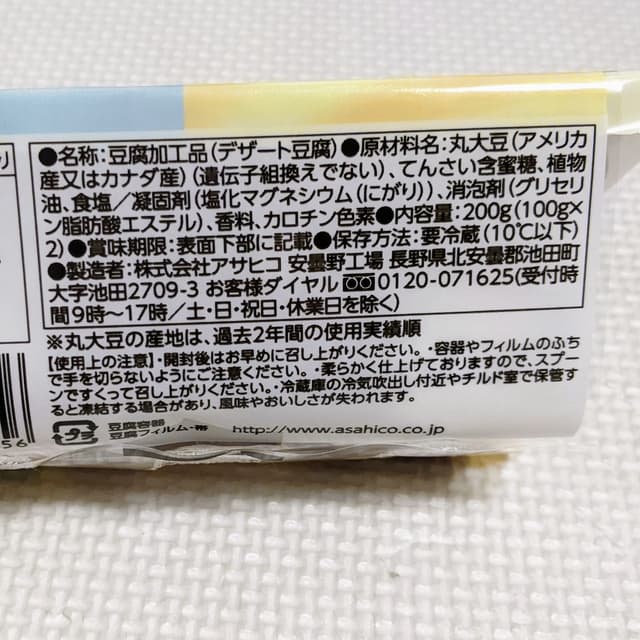 ●名称:豆腐加工品(デザート豆腐)●原材料名:丸大豆(アメリカ
産又はカナダ産)(遺伝子組換えでない)、てんさい含蜜糖、植物
油、食塩/凝固剤(塩化マグネシウム(にがり))、消泡剤(グリセリ
ン脂肪酸エステル)、香料、カロチン色素●内容量:200g(100g×
2)●賞味期限:表面下部に記載●保存方法:要冷蔵(10℃以下)
●製造者:株式会社アサヒコ 安曇野工場 長野県北安曇郡池田町
大字池田2709-3 お客様ダイヤル 0120-071625(受付時
間9時〜17時/土・日・祝日・休業日を除く)
※丸大豆の産地は、過去2年間の使用実績順
【使用上の注意】・開封後はお早めに召し上がりください。・容器やフィルムのふち
で手を切らないようにご注意ください。・柔らかく仕上げておりますので、スプー
ンですくって召し上がりください。・冷蔵庫の冷気吹出し付近やチルド室で保管す
ると凍結する場合があり、風味やおいしさが失われます。
プラ 豆腐容器
豆腐フィルム・帯
http://www.asahico.co.jp
56